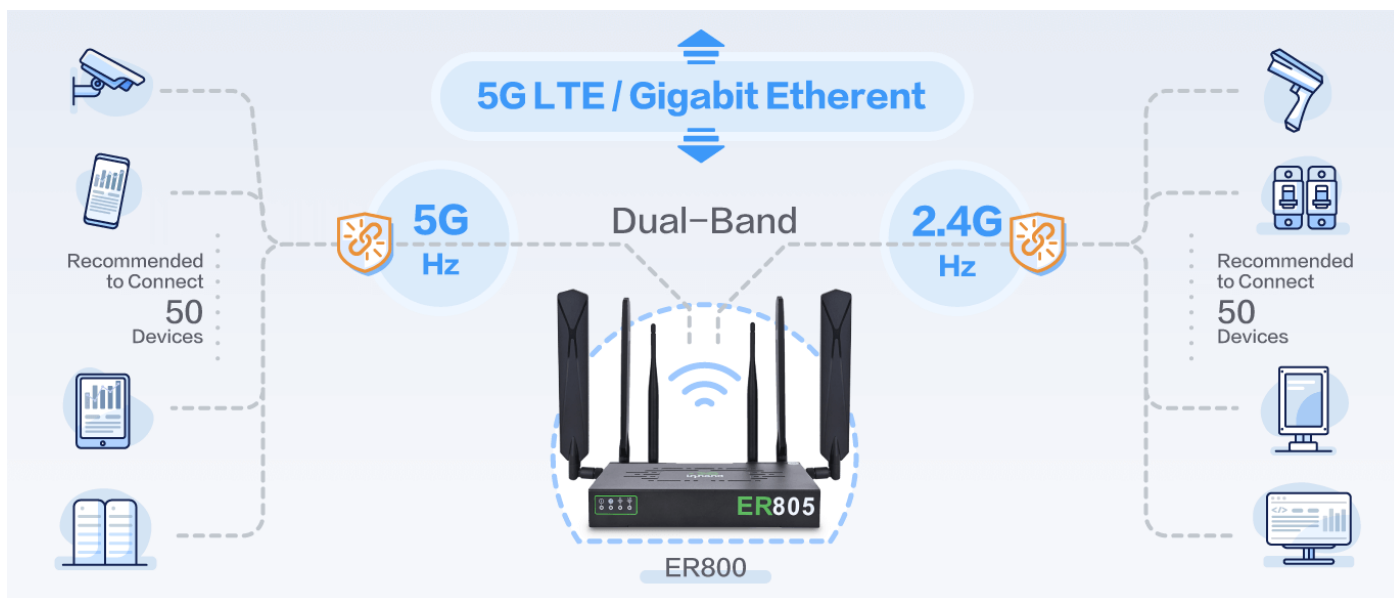 5G LTE / Gigabit Etherent
5G
Hz
Dual-Band
2.4G
Hz
Recommended
to Connect
50
Devices
Recommended
to Connect
50
Devices
ER805
ER800